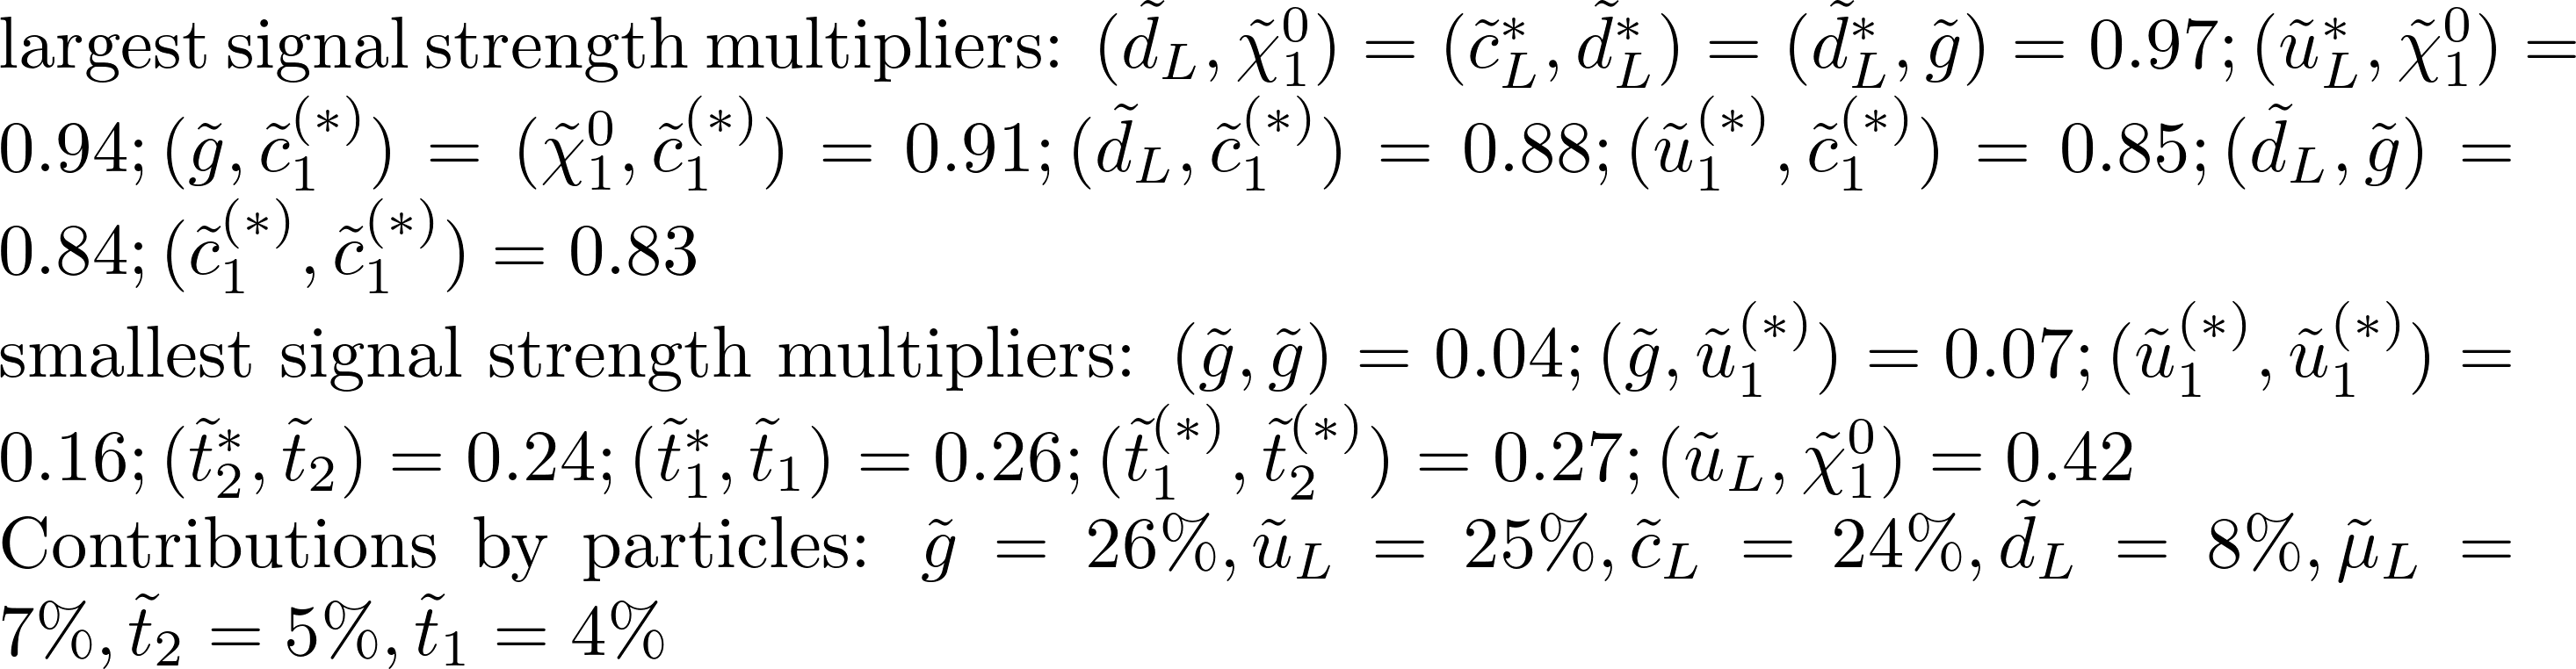 largest signal strength multipliers: $(\tilde{d}_L, \tilde{\chi}_1^0) = (\tilde{c}_L^*, \tilde{d}_L^*) = (\tilde{d}_L^*, \tilde{g}) = 0.97; (\tilde{u}_L^*, \tilde{\chi}_1^0) =$
$0.94; (\tilde{g}, \tilde{c}_1^{(*)}) = (\tilde{\chi}_1^0, \tilde{c}_1^{(*)}) = 0.91; (\tilde{d}_L, \tilde{c}_1^{(*)}) = 0.88; (\tilde{u}_1^{(*)}, \tilde{c}_1^{(*)}) = 0.85; (\tilde{d}_L, \tilde{g}) =$
$0.84; (\tilde{c}_1^{(*)}, \tilde{c}_1^{(*)}) = 0.83$
smallest signal strength multipliers: $(\tilde{g}, \tilde{g}) = 0.04; (\tilde{g}, \tilde{u}_1^{(*)}) = 0.07; (\tilde{u}_1^{(*)}, \tilde{u}_1^{(*)}) =$
$0.16; (\tilde{t}_2^*, \tilde{t}_2) = 0.24; (\tilde{t}_1^*, \tilde{t}_1) = 0.26; (\tilde{t}_1^{(*)}, \tilde{t}_2^{(*)}) = 0.27; (\tilde{u}_L, \tilde{\chi}_1^0) = 0.42$
Contributions by particles: $\tilde{g} = 26\%, \tilde{u}_L = 25\%, \tilde{c}_L = 24\%, \tilde{d}_L = 8\%, \tilde{\mu}_L =$
$7\%, \tilde{t}_2 = 5\%, \tilde{t}_1 = 4\%$